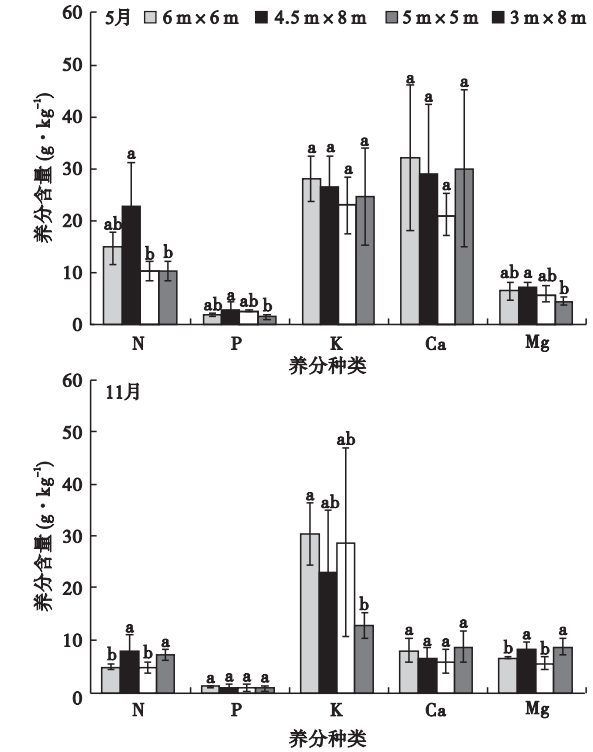 5月 6 m×6 m 4.5 m×8 m 5 m×5 m 3 m×8 m
60
50
40
30
20
10
0
养分含量 (g·kg⁻¹)
ab a b b
ab a ab b
a a a a
a a a a
ab a ab b
N P K Ca Mg
养分种类
11月
60
50
40
30
20
10
0
养分含量 (g·kg⁻¹)
b a b a
a a a a
a ab ab b
a a a a
b a b a
N P K Ca Mg
养分种类